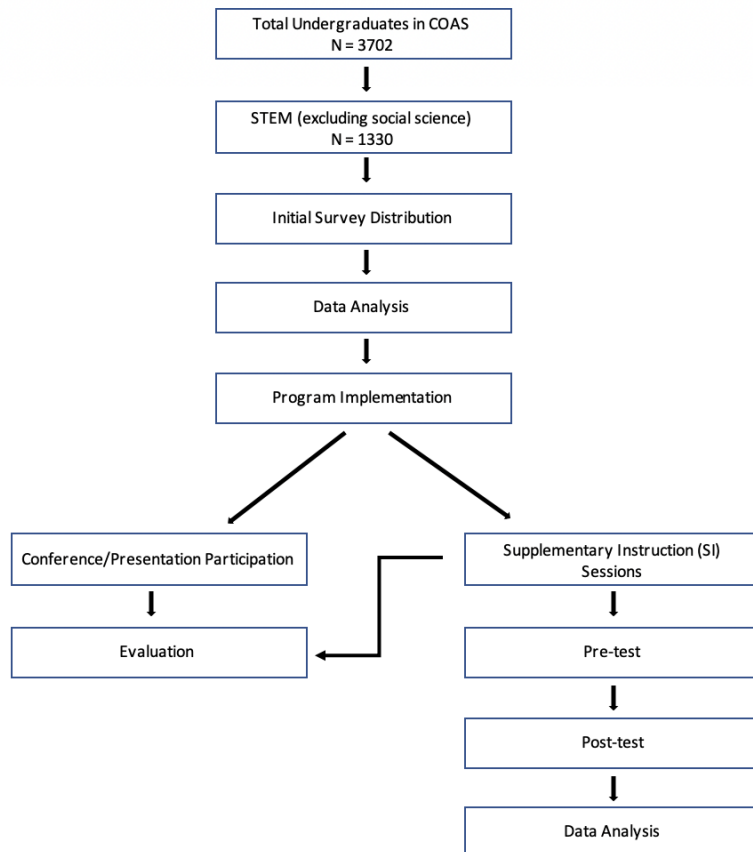 Total Undergraduates in COAS
N = 3702
STEM (excluding social science)
N = 1330
Initial Survey Distribution
Data Analysis
Program Implementation
Conference/Presentation Participation
Supplementary Instruction (SI)
Sessions
Evaluation
Pre-test
Post-test
Data Analysis